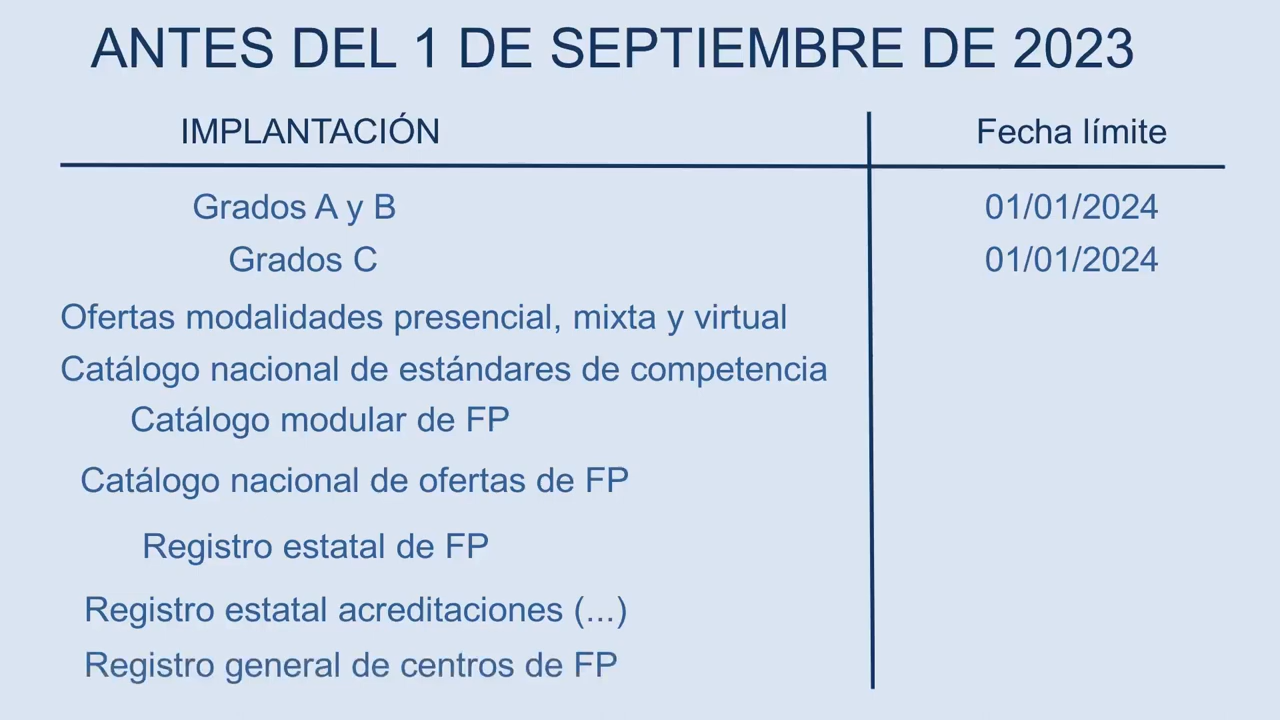 ANTES DEL 1 DE SEPTIEMBRE DE 2023
IMPLANTACIÓN Fecha límite
Grados A y B 01/01/2024
Grados C 01/01/2024
Ofertas modalidades presencial, mixta y virtual
Catálogo nacional de estándares de competencia
Catálogo modular de FP
Catálogo nacional de ofertas de FP
Registro estatal de FP
Registro estatal acreditaciones (...)
Registro general de centros de FP